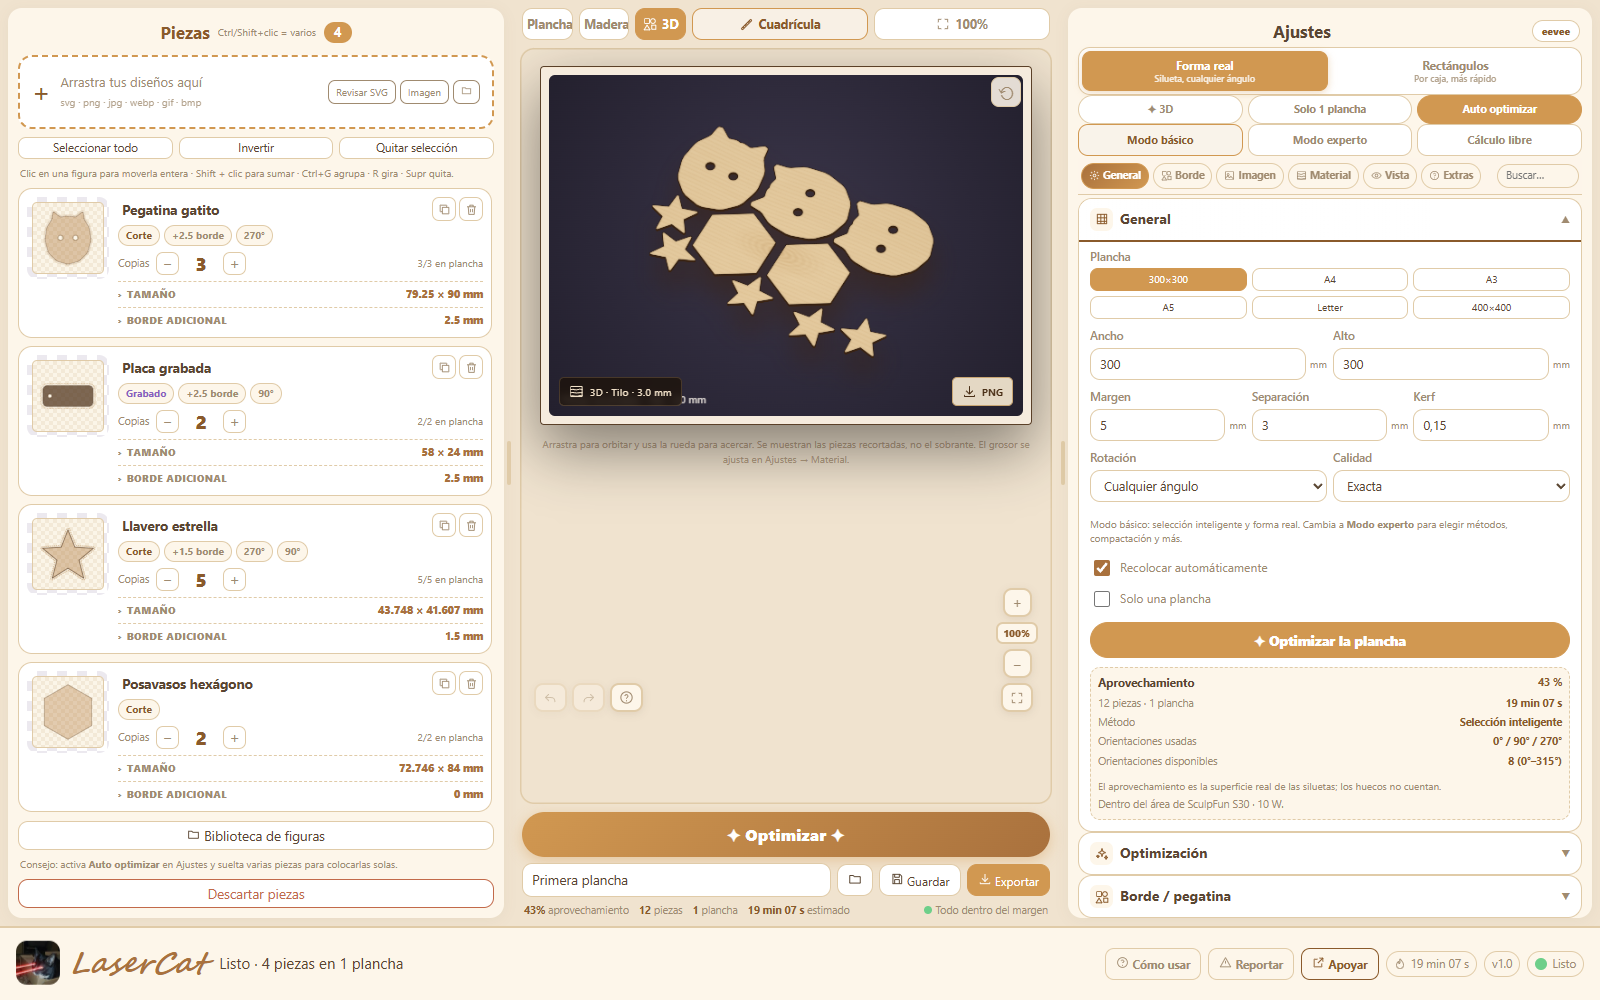 Piezas Ctrl/Shift+clic = varios 4
Arrastra tus diseños aquí
svg · png · jpg · webp · gif · bmp
Revisar SVG
Imagen
Seleccionar todo
Invertir
Quitar selección
Clic en una figura para moverla entera · Shift + clic para sumar · Ctrl+G agrupa · R gira · Supr quita.
Pegatina gatito
Corte +2.5 borde 270°
Copias − 3 + 3/3 en plancha
› TAMAÑO 79.25 × 90 mm
› BORDE ADICIONAL 2.5 mm
Placa grabada
Grabado +2.5 borde 90°
Copias − 2 + 2/2 en plancha
› TAMAÑO 58 × 24 mm
› BORDE ADICIONAL 2.5 mm
Llavero estrella
Corte +1.5 borde 270° 90°
Copias − 5 + 5/5 en plancha
› TAMAÑO 43.748 × 41.607 mm
› BORDE ADICIONAL 1.5 mm
Posavasos hexágono
Corte
Copias − 2 + 2/2 en plancha
› TAMAÑO 72.746 × 84 mm
› BORDE ADICIONAL 0 mm
Biblioteca de figuras
Consejo: activa Auto optimizar en Ajustes y suelta varias piezas para colocarlas solas.
Descartar piezas
Plancha
Madera
3D
Cuadrícula
100%
3D · Tilo · 3.0 mm
0 mm
PNG
Arrastra para orbitar y usa la rueda para acercar. Se muestran las piezas recortadas, no el sobrante. El grosor se
ajusta en Ajustes → Material.
+
100%
−
✦ Optimizar ✦
Primera plancha
Guardar
Exportar
43% aprovechamiento 12 piezas 1 plancha 19 min 07 s estimado
Todo dentro del margen
Ajustes
eevee
Forma real
Silueta, cualquier ángulo
Rectángulos
Por caja, más rápido
✦ 3D
Solo 1 plancha
Auto optimizar
Modo básico
Modo experto
Cálculo libre
General
Borde
Imagen
Material
Vista
Extras
Buscar...
General
Plancha
300×300
A4
A3
A5
Letter
400×400
Ancho
Alto
300 mm
300 mm
Margen
Separación
Kerf
5 mm
3 mm
0,15 mm
Rotación
Calidad
Cualquier ángulo
Exacta
Modo básico: selección inteligente y forma real. Cambia a Modo experto para elegir métodos,
compactación y más.
Recolocar automáticamente
Solo una plancha
✦ Optimizar la plancha
Aprovechamiento 43 %
12 piezas · 1 plancha 19 min 07 s
Método Selección inteligente
Orientaciones usadas 0° / 90° / 270°
Orientaciones disponibles 8 (0°–315°)
El aprovechamiento es la superficie real de las siluetas; los huecos no cuentan.
Dentro del área de SculpFun S30 · 10 W.
Optimización
Borde / pegatina
LaserCat Listo · 4 piezas en 1 plancha
Cómo usar
Reportar
Apoyar
19 min 07 s
v1.0
Listo